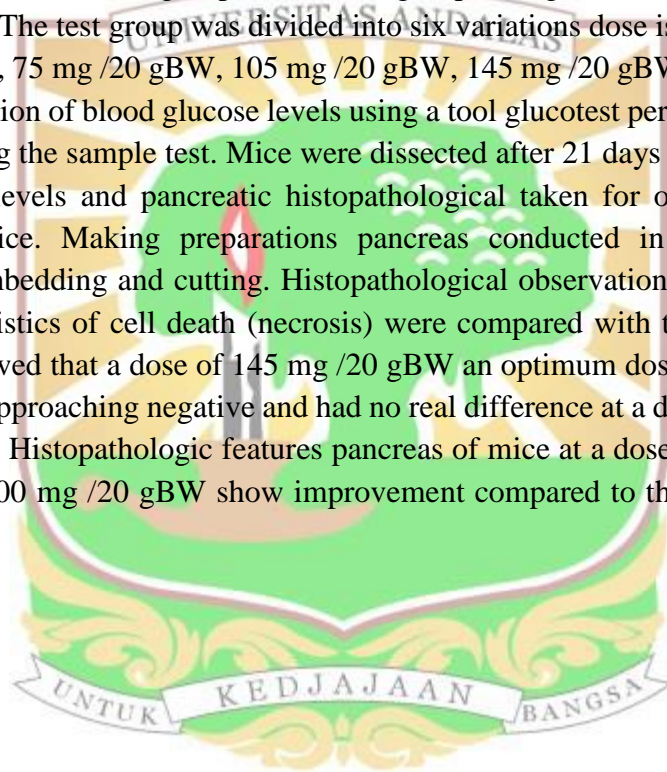 The test group was divided into six variations dose is
UNIVERSITAS ANDALAS
, 75 mg /20 gBW, 105 mg /20 gBW, 145 mg /20 gBW
ion of blood glucose levels using a tool glucotest per
g the sample test. Mice were dissected after 21 days
levels and pancreatic histopathological taken for o
ice. Making preparations pancreas conducted in
nbedding and cutting. Histopathological observation
istics of cell death (necrosis) were compared with t
wed that a dose of 145 mg /20 gBW an optimum dos
pproaching negative and had no real difference at a d
Histopathologic features pancreas of mice at a dose
00 mg /20 gBW show improvement compared to th
UNTUK KEDJAJAAN BANGSA